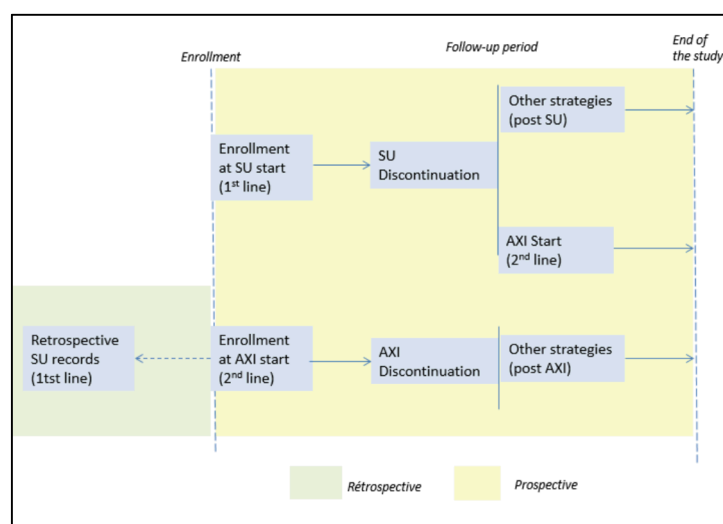 Enrollment
Follow-up period
End of
the study
Enrollment
at SU start
(1st line)
SU
Discontinuation
Other strategies
(post SU)
AXI Start
(2nd line)
Retrospective
SU records
(1tst line)
Enrollment
at AXI start
(2nd line)
AXI
Discontinuation
Other strategies
(post AXI)
Rétrospective
Prospective